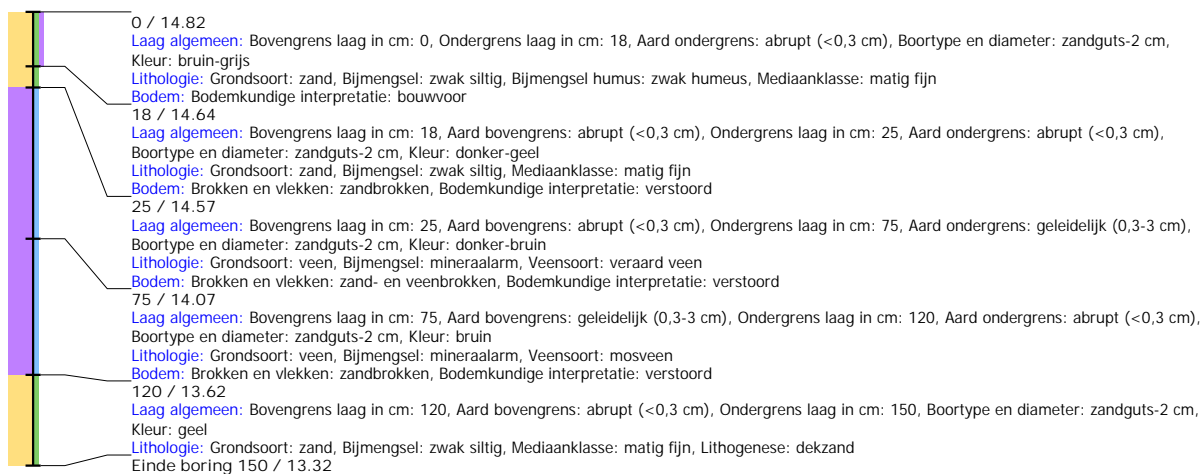 0 / 14.82
Laag algemeen: Bovengrens laag in cm: 0, Ondergrens laag in cm: 18, Aard ondergrens: abrupt (<0,3 cm), Boortype en diameter: zandguts-2 cm,
Kleur: bruin-grijs
Lithologie: Grondsoort: zand, Bijmengsel: zwak siltig, Bijmengsel humus: zwak humeus, Mediaanklasse: matig fijn
Bodem: Bodemkundige interpretatie: bouwvoor
18 / 14.64
Laag algemeen: Bovengrens laag in cm: 18, Aard bovengrens: abrupt (<0,3 cm), Ondergrens laag in cm: 25, Aard ondergrens: abrupt (<0,3 cm),
Boortype en diameter: zandguts-2 cm, Kleur: donker-geel
Lithologie: Grondsoort: zand, Bijmengsel: zwak siltig, Mediaanklasse: matig fijn
Bodem: Brokken en vlekken: zandbrokken, Bodemkundige interpretatie: verstoord
25 / 14.57
Laag algemeen: Bovengrens laag in cm: 25, Aard bovengrens: abrupt (<0,3 cm), Ondergrens laag in cm: 75, Aard ondergrens: geleidelijk (0,3-3 cm),
Boortype en diameter: zandguts-2 cm, Kleur: donker-bruin
Lithologie: Grondsoort: veen, Bijmengsel: mineraalarm, Veensoort: veraard veen
Bodem: Brokken en vlekken: zand- en veenbrokken, Bodemkundige interpretatie: verstoord
75 / 14.07
Laag algemeen: Bovengrens laag in cm: 75, Aard bovengrens: geleidelijk (0,3-3 cm), Ondergrens laag in cm: 120, Aard ondergrens: abrupt (<0,3 cm),
Boortype en diameter: zandguts-2 cm, Kleur: bruin
Lithologie: Grondsoort: veen, Bijmengsel: mineraalarm, Veensoort: mosveen
Bodem: Brokken en vlekken: zandbrokken, Bodemkundige interpretatie: verstoord
120 / 13.62
Laag algemeen: Bovengrens laag in cm: 120, Aard bovengrens: abrupt (<0,3 cm), Ondergrens laag in cm: 150, Boortype en diameter: zandguts-2 cm,
Kleur: geel
Lithologie: Grondsoort: zand, Bijmengsel: zwak siltig, Mediaanklasse: matig fijn, Lithogenese: dekzand
Einde boring 150 / 13.32